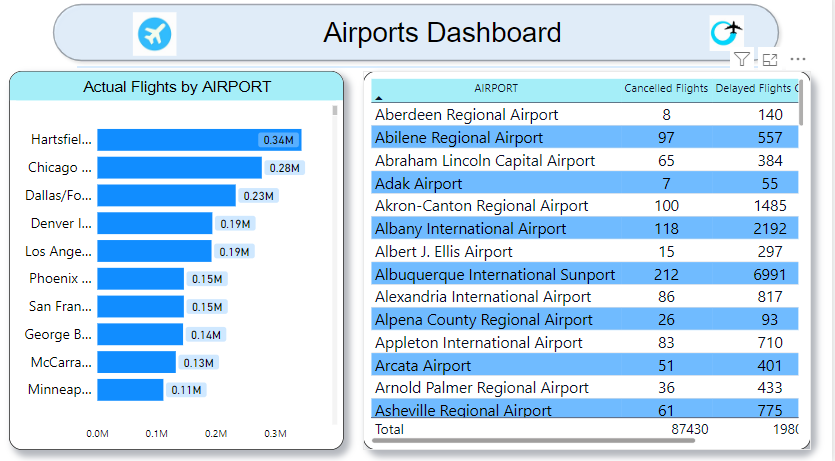 Airports Dashboard
Actual Flights by AIRPORT
Hartsfiel... 0.34M
Chicago ... 0.28M
Dallas/Fo... 0.23M
Denver I... 0.19M
Los Ange... 0.19M
Phoenix ... 0.15M
San Fran... 0.15M
George B... 0.14M
McCarra... 0.13M
Minneap... 0.11M
0.0M 0.1M 0.2M 0.3M
AIRPORT Cancelled Flights Delayed Flights
Aberdeen Regional Airport 8 140
Abilene Regional Airport 97 557
Abraham Lincoln Capital Airport 65 384
Adak Airport 7 55
Akron-Canton Regional Airport 100 1485
Albany International Airport 118 2192
Albert J. Ellis Airport 15 297
Albuquerque International Sunport 212 6991
Alexandria International Airport 86 817
Alpena County Regional Airport 26 93
Appleton International Airport 83 710
Arcata Airport 51 401
Arnold Palmer Regional Airport 36 433
Asheville Regional Airport 61 775
Total 87430 1980